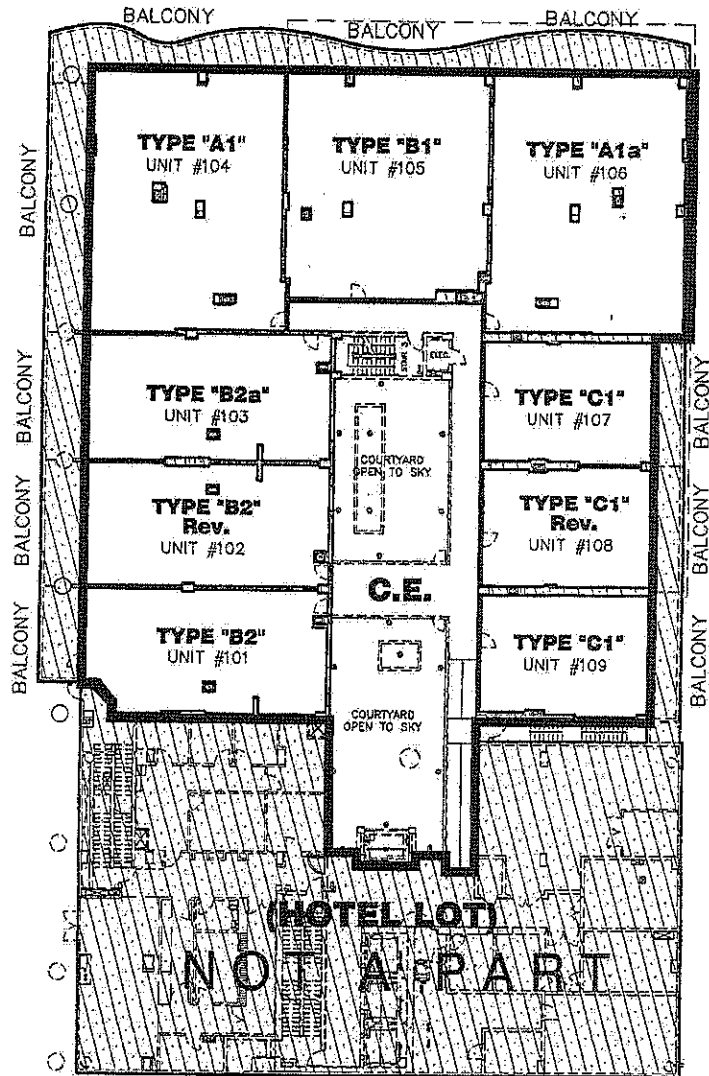 BALCONY
BALCONY
BALCONY
TYPE "A1"
UNIT #104
TYPE "B1"
UNIT #105
TYPE "A1a"
UNIT #106
BALCONY
ELEC.
TYPE "B2a"
UNIT #103
TYPE "C1"
UNIT #107
BALCONY
BALCONY
COURTYARD
OPEN TO SKY
TYPE "B2"
Rev.
UNIT #102
TYPE "C1"
Rev.
UNIT #108
BALCONY
BALCONY
C.E.
TYPE "B2"
UNIT #101
TYPE "C1"
UNIT #109
BALCONY
BALCONY
COURTYARD
OPEN TO SKY
(HOTEL LOT)
NOT A PART